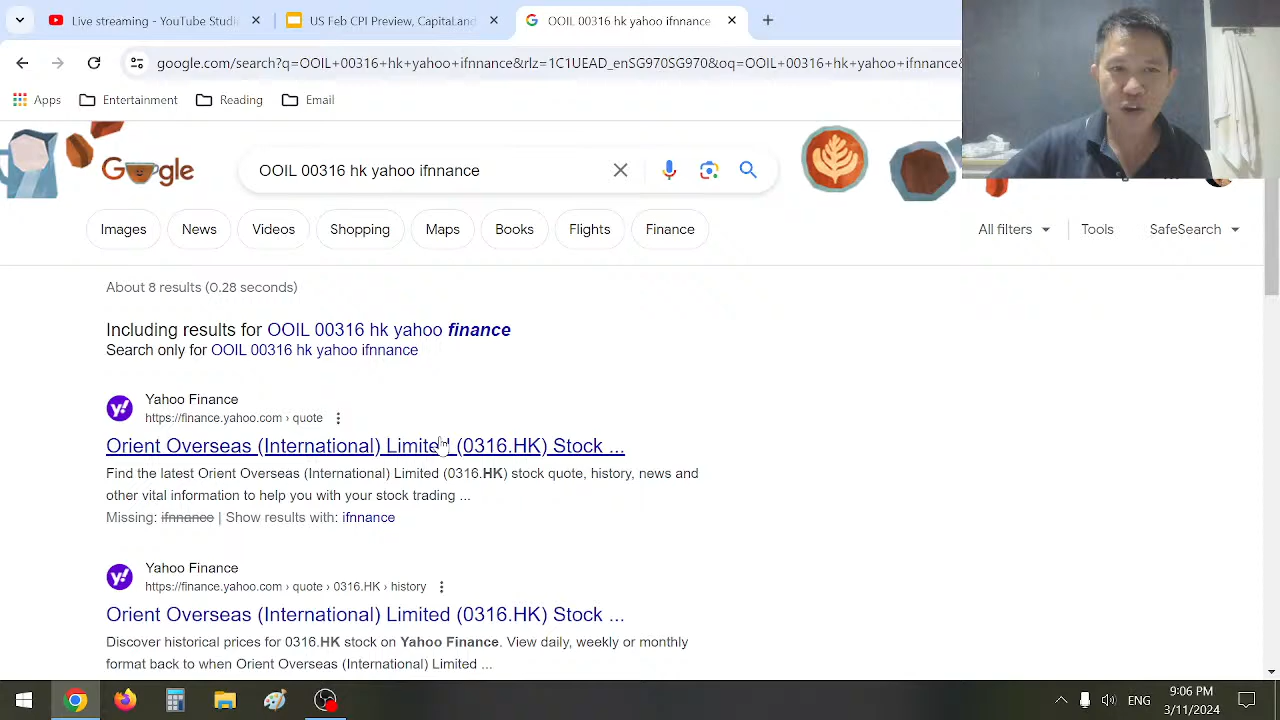 Live streaming - YouTube Studi
US Feb CPI Preview, CapitaLand
OOIL 00316 hk yahoo ifnnance
google.com/search?q=OOIL+00316+hk+yahoo+ifnnance&rlz=1C1UEAD_enSG970SG970&oq=OOIL+00316+hk+yahoo+ifnnance&
Apps
Entertainment
Reading
Email
Google
OOIL 00316 hk yahoo ifnnance
Images
News
Videos
Shopping
Maps
Books
Flights
Finance
All filters
Tools
SafeSearch
About 8 results (0.28 seconds)
Including results for OOIL 00316 hk yahoo finance
Search only for OOIL 00316 hk yahoo ifnnance
y!
Yahoo Finance
https://finance.yahoo.com › quote
Orient Overseas (International) Limited (0316.HK) Stock ...
Find the latest Orient Overseas (International) Limited (0316.HK) stock quote, history, news and
other vital information to help you with your stock trading ...
Missing: ifnnance | Show results with: ifnnance
y!
Yahoo Finance
https://finance.yahoo.com › quote › 0316.HK › history
Orient Overseas (International) Limited (0316.HK) Stock ...
Discover historical prices for 0316.HK stock on Yahoo Finance. View daily, weekly or monthly
format back to when Orient Overseas (International) Limited ...
ENG
9:06 PM
3/11/2024